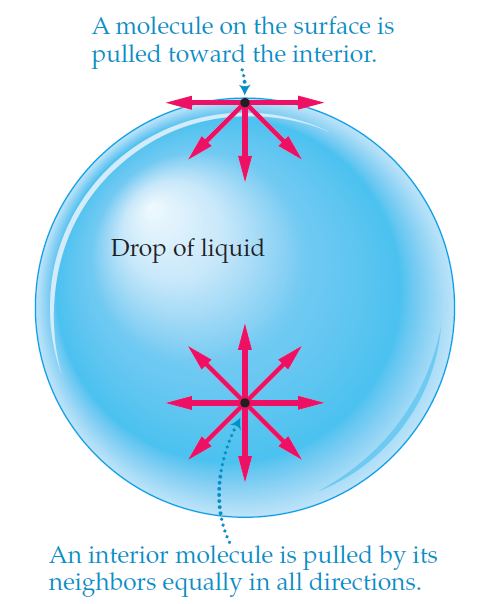 A molecule on the surface is
pulled toward the interior.
Drop of liquid
An interior molecule is pulled by its
neighbors equally in all directions.